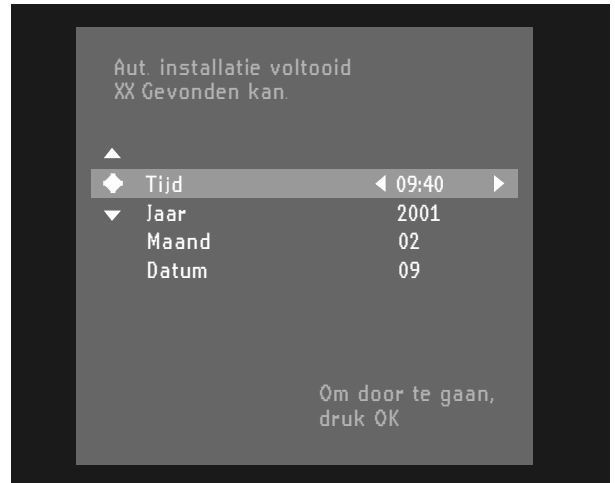 Aut. installatie voltooid
XX Gevonden kan.
Tijd 09:40
Jaar 2001
Maand 02
Datum 09
Om door te gaan,
druk OK